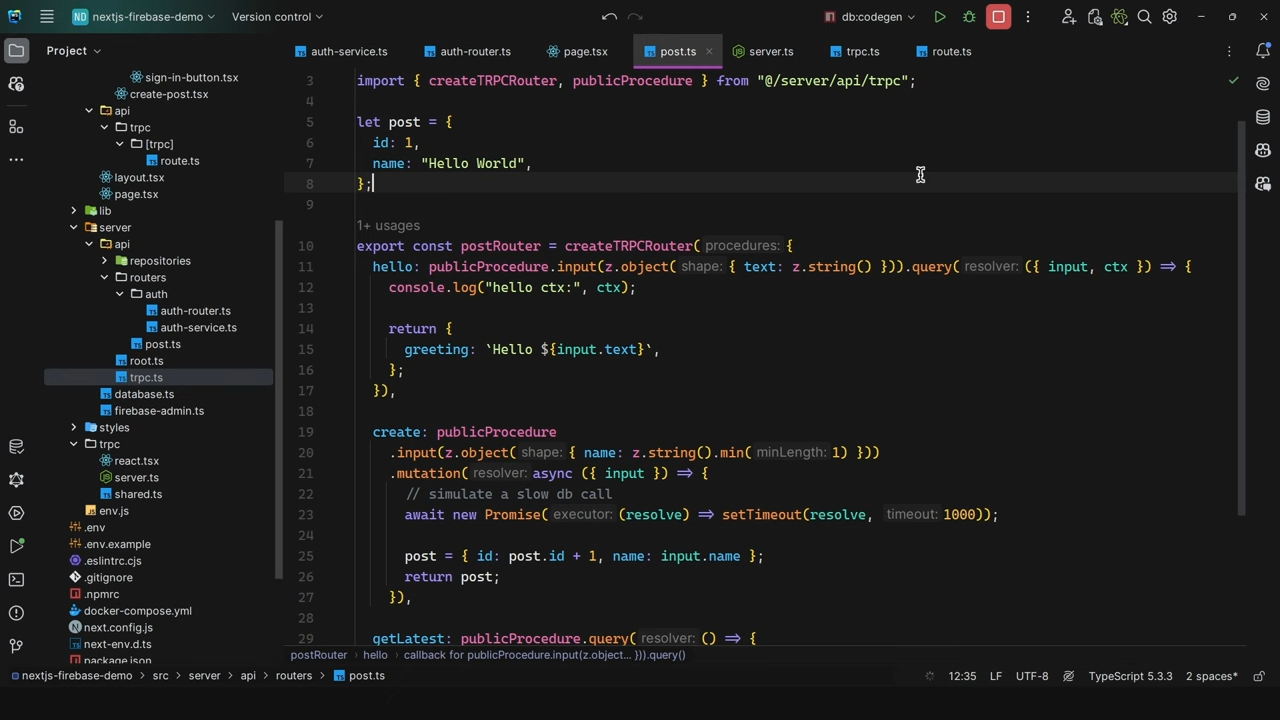 ND nextjs-firebase-demo Version control db:codegen
Project
auth-service.ts auth-router.ts page.tsx post.ts server.ts trpc.ts route.ts
sign-in-button.tsx
create-post.tsx
api
trpc
[trpc]
route.ts
layout.tsx
page.tsx
lib
server
api
repositories
routers
auth
auth-router.ts
auth-service.ts
post.ts
root.ts
trpc.ts
database.ts
firebase-admin.ts
styles
trpc
react.tsx
server.ts
shared.ts
env.js
.env
.env.example
.eslintrc.cjs
.gitignore
.npmrc
docker-compose.yml
next.config.js
next-env.d.ts
package.json
3 import { createTRPCRouter, publicProcedure } from "@/server/api/trpc";
4
5 let post = {
6 id: 1,
7 name: "Hello World",
8 };
9
1+ usages
10 export const postRouter = createTRPCRouter( procedures: {
11 hello: publicProcedure.input(z.object( shape: { text: z.string() })).query( resolver: ({ input, ctx }) => {
12 console.log("hello ctx:", ctx);
13
14 return {
15 greeting: `Hello ${input.text}`,
16 };
17 }),
18
19 create: publicProcedure
20 .input(z.object( shape: { name: z.string().min( minLength: 1) }))
21 .mutation( resolver: async ({ input }) => {
22 // simulate a slow db call
23 await new Promise( executor: (resolve) => setTimeout(resolve, timeout: 1000));
24
25 post = { id: post.id + 1, name: input.name };
26 return post;
27 }),
28
29 getLatest: publicProcedure.query( resolver: () => {
postRouter hello callback for publicProcedure.input(z.object... })).query()
nextjs-firebase-demo src server api routers post.ts 12:35 LF UTF-8 TypeScript 5.3.3 2 spaces*